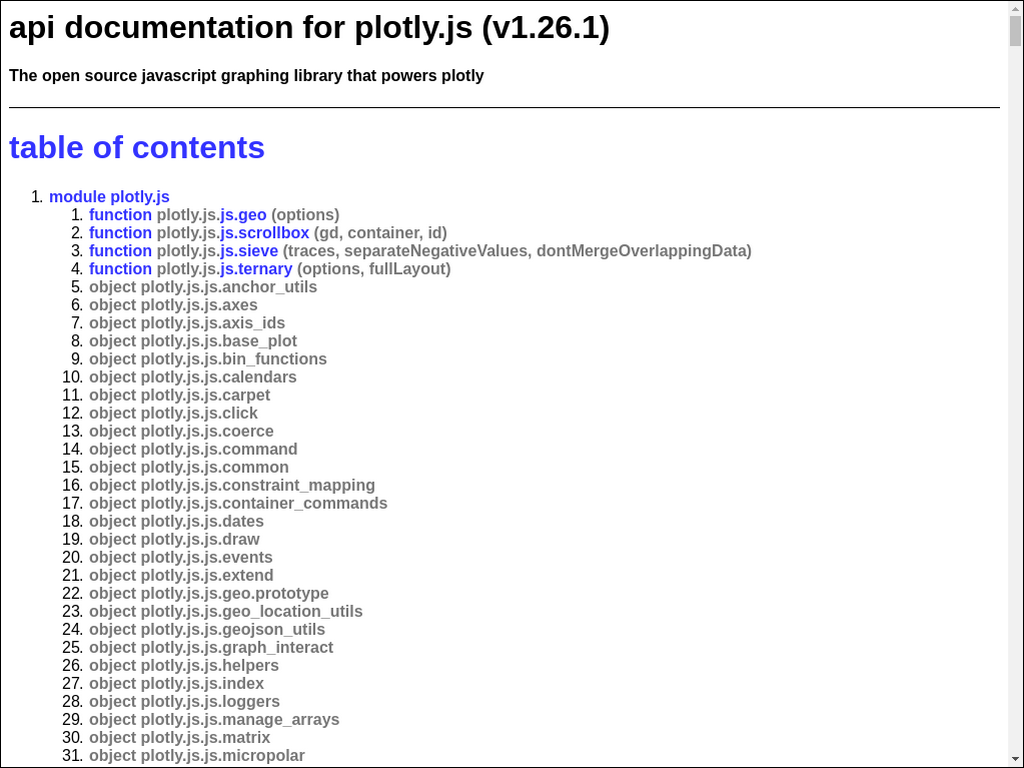 api documentation for plotly.js (v1.26.1)
The open source javascript graphing library that powers plotly
table of contents
1. module plotly.js
1. function plotly.js.js.geo (options)
2. function plotly.js.js.scrollbox (gd, container, id)
3. function plotly.js.js.sieve (traces, separateNegativeValues, dontMergeOverlappingData)
4. function plotly.js.js.ternary (options, fullLayout)
5. object plotly.js.js.anchor_utils
6. object plotly.js.js.axes
7. object plotly.js.js.axis_ids
8. object plotly.js.js.base_plot
9. object plotly.js.js.bin_functions
10. object plotly.js.js.calendars
11. object plotly.js.js.carpet
12. object plotly.js.js.click
13. object plotly.js.js.coerce
14. object plotly.js.js.command
15. object plotly.js.js.common
16. object plotly.js.js.constraint_mapping
17. object plotly.js.js.container_commands
18. object plotly.js.js.dates
19. object plotly.js.js.draw
20. object plotly.js.js.events
21. object plotly.js.js.extend
22. object plotly.js.js.geo.prototype
23. object plotly.js.js.geo_location_utils
24. object plotly.js.js.geojson_utils
25. object plotly.js.js.graph_interact
26. object plotly.js.js.helpers
27. object plotly.js.js.index
28. object plotly.js.js.loggers
29. object plotly.js.js.manage_arrays
30. object plotly.js.js.matrix
31. object plotly.js.js.micropolar